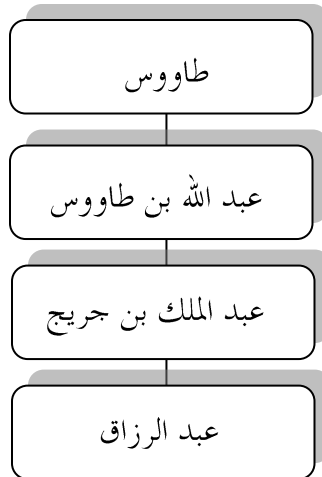 طاووس
عبد الله بن طاووس
عبد الملك بن جريج
عبد الرزاق